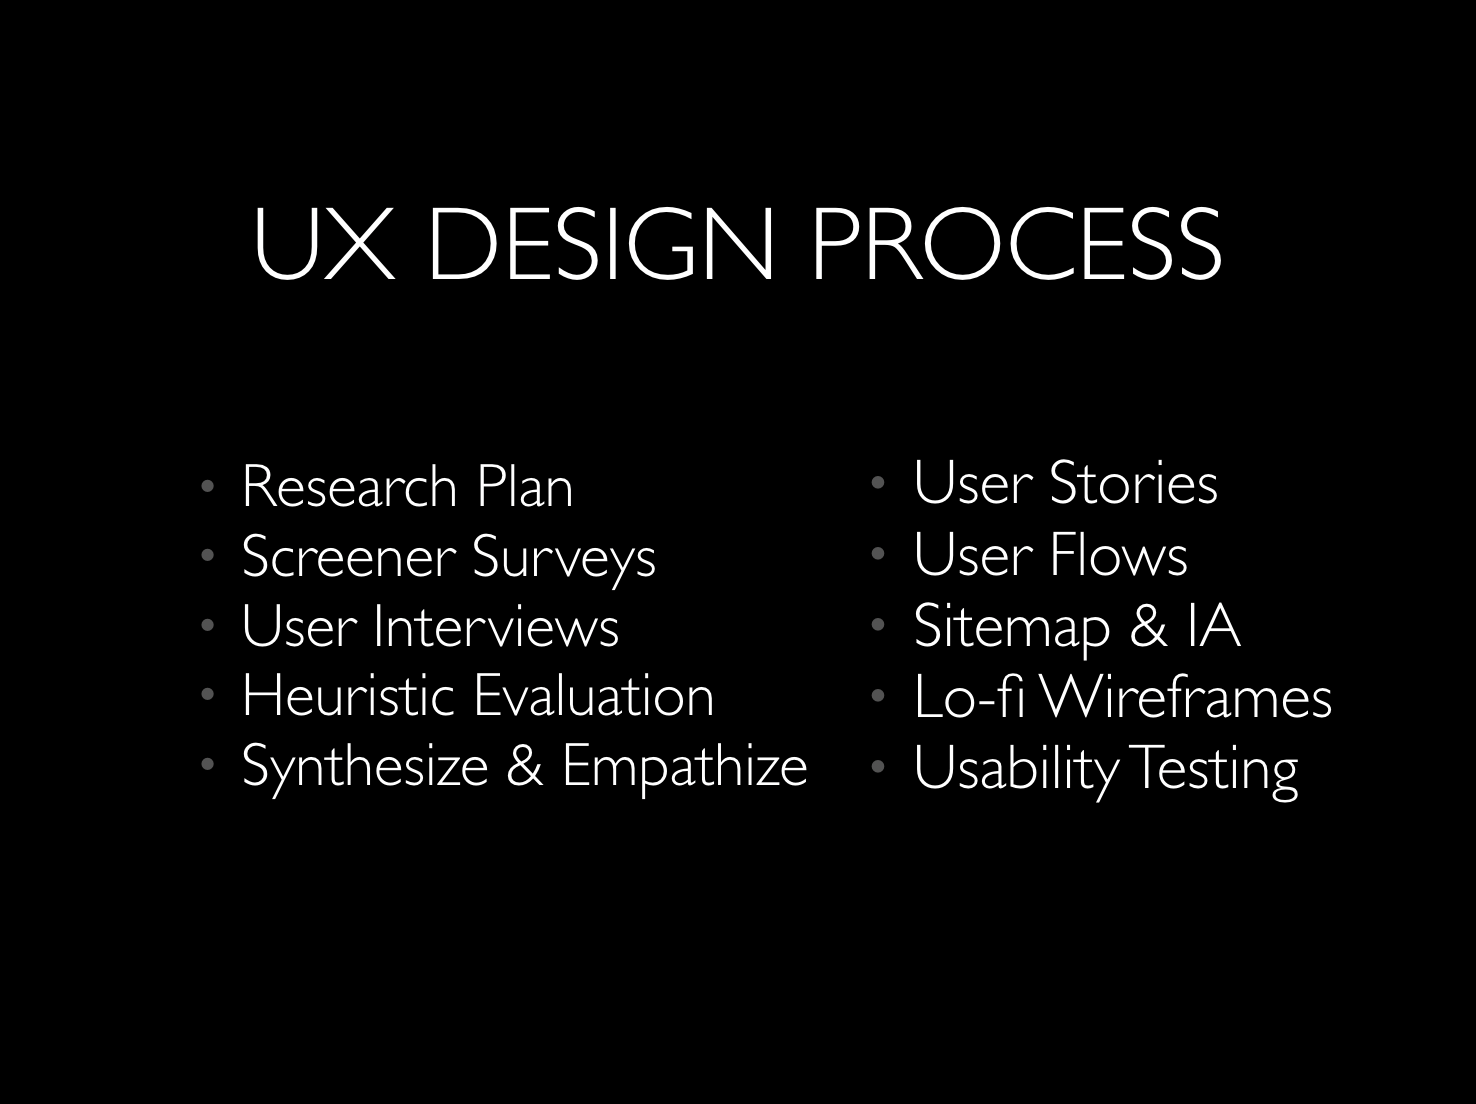 UX DESIGN PROCESS
• Research Plan
• Screener Surveys
• User Interviews
• Heuristic Evaluation
• Synthesize & Empathize
• User Stories
• User Flows
• Sitemap & IA
• Lo-fi Wireframes
• Usability Testing